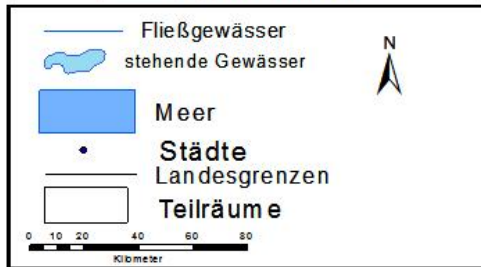 Fließgewässer
N
stehende Gewässer
Meer
Städte
Landesgrenzen
Teilräume
0 10 20 40 60 80
Kilometer